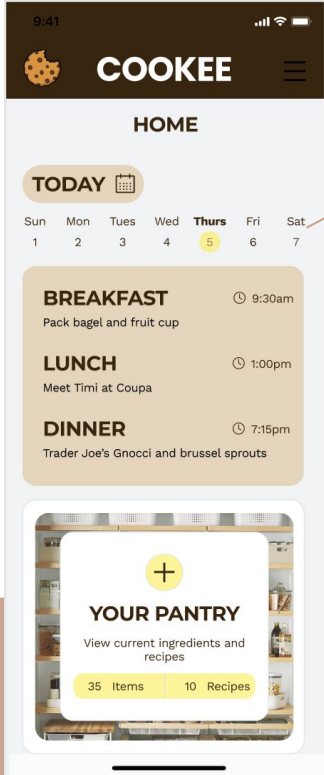 9:41
COOKEE
HOME
TODAY
Sun Mon Tues Wed Thurs Fri Sat
1 2 3 4 5 6 7
BREAKFAST 9:30am
Pack bagel and fruit cup
LUNCH 1:00pm
Meet Timi at Coupa
DINNER 7:15pm
Trader Joe's Gnocci and brussel sprouts
YOUR PANTRY
View current ingredients and
recipes
35 Items 10 Recipes